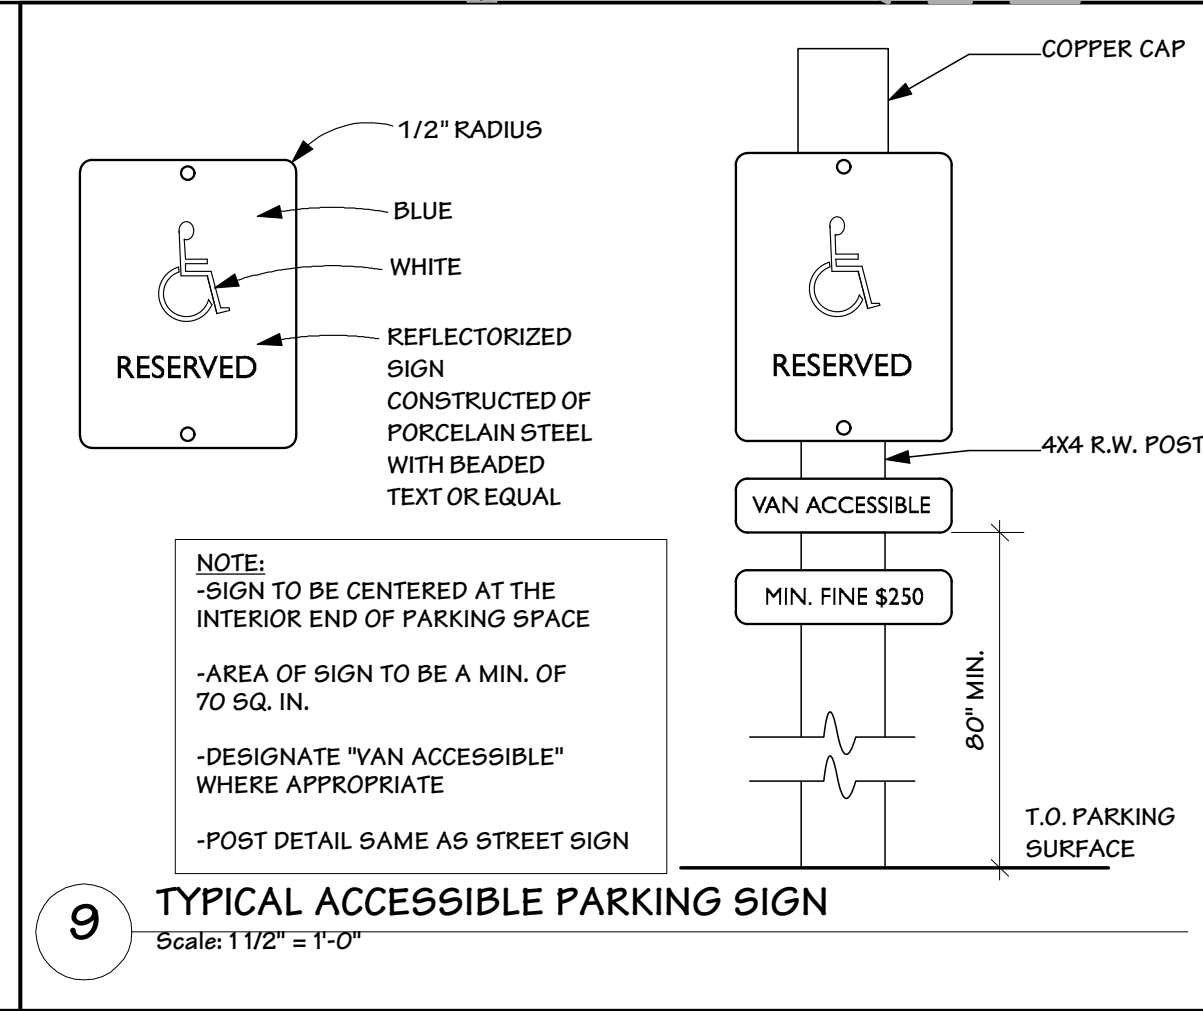 1/2" RADIUS
BLUE
WHITE
REFLECTORIZED
SIGN
CONSTRUCTED OF
PORCELAIN STEEL
WITH BEADED
TEXT OR EQUAL
RESERVED
COPPER CAP
RESERVED
4X4 R.W. POST
VAN ACCESSIBLE
MIN. FINE $250
80" MIN.
T.O. PARKING
SURFACE
NOTE:
-SIGN TO BE CENTERED AT THE
INTERIOR END OF PARKING SPACE
-AREA OF SIGN TO BE A MIN. OF
70 SQ. IN.
-DESIGNATE "VAN ACCESSIBLE"
WHERE APPROPRIATE
-POST DETAIL SAME AS STREET SIGN
9
TYPICAL ACCESSIBLE PARKING SIGN
Scale: 1 1/2" = 1'-0"